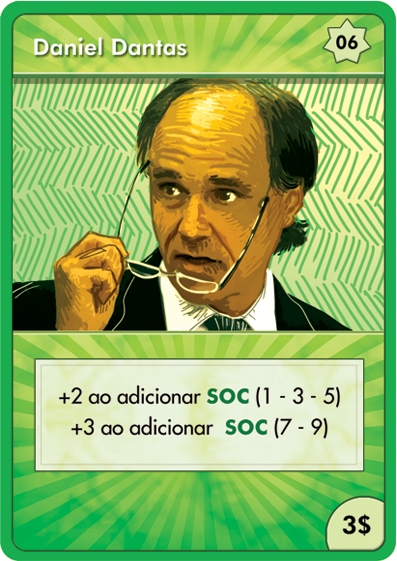 Daniel Dantas
06
+2 ao adicionar SOC (1 - 3 - 5)
+3 ao adicionar SOC (7 - 9)
3$